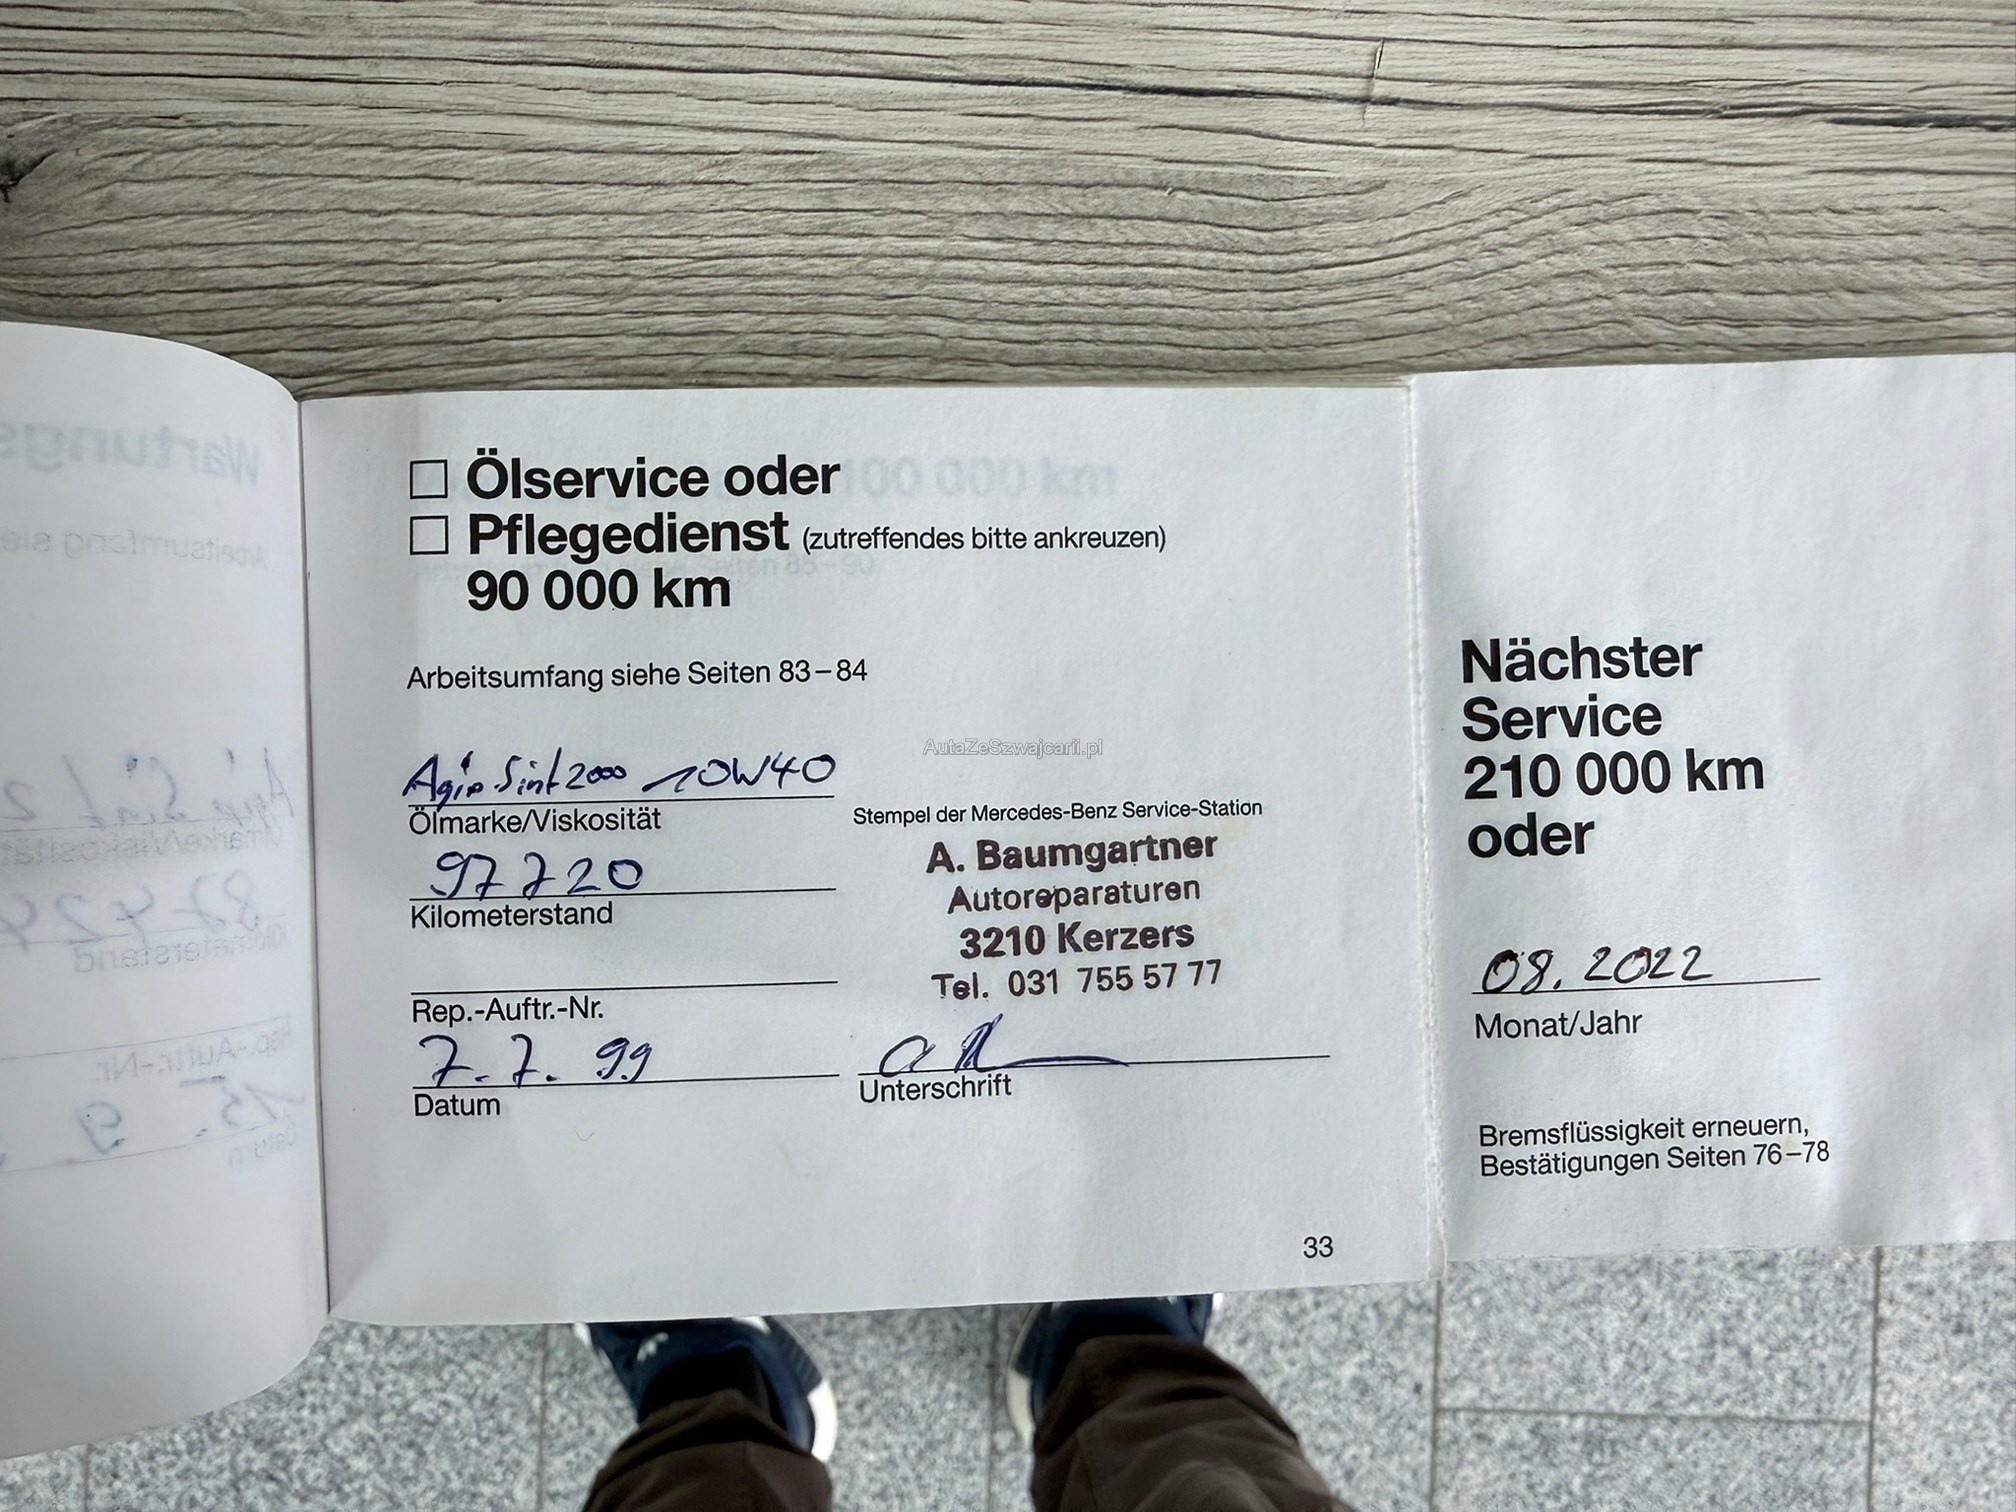 ☐ Ölservice oder
☐ Pflegedienst (zutreffendes bitte ankreuzen)
90 000 km
Arbeitsumfang siehe Seiten 83–84
Agip Sint 2000 10W40
Ölmarke/Viskosität
97720
Kilometerstand
Rep.-Auftr.-Nr.
7.7.99
Datum
AutaZeSzwajcarii.pl
Stempel der Mercedes-Benz Service-Station
A. Baumgartner
Autoreparaturen
3210 Kerzers
Tel. 031 755 57 77
Unterschrift
33
Nächster
Service
210 000 km
oder
08.2022
Monat/Jahr
Bremsflüssigkeit erneuern,
Bestätigungen Seiten 76–78